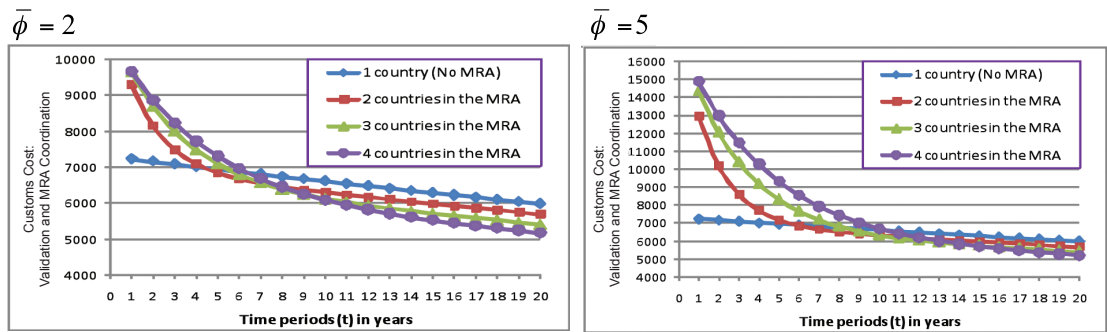 ϕ̅ = 2
Customs Cost:
Validation and MRA Coordination
10000
9000
8000
7000
6000
5000
4000
1 country (No MRA)
2 countries in the MRA
3 countries in the MRA
4 countries in the MRA
0 1 2 3 4 5 6 7 8 9 10 11 12 13 14 15 16 17 18 19 20
Time periods (t) in years
ϕ̅ = 5
Customs Cost:
Validation and MRA Coordination
16000
15000
14000
13000
12000
11000
10000
9000
8000
7000
6000
5000
4000
1 country (No MRA)
2 countries in the MRA
3 countries in the MRA
4 countries in the MRA
0 1 2 3 4 5 6 7 8 9 10 11 12 13 14 15 16 17 18 19 20
Time periods (t) in years